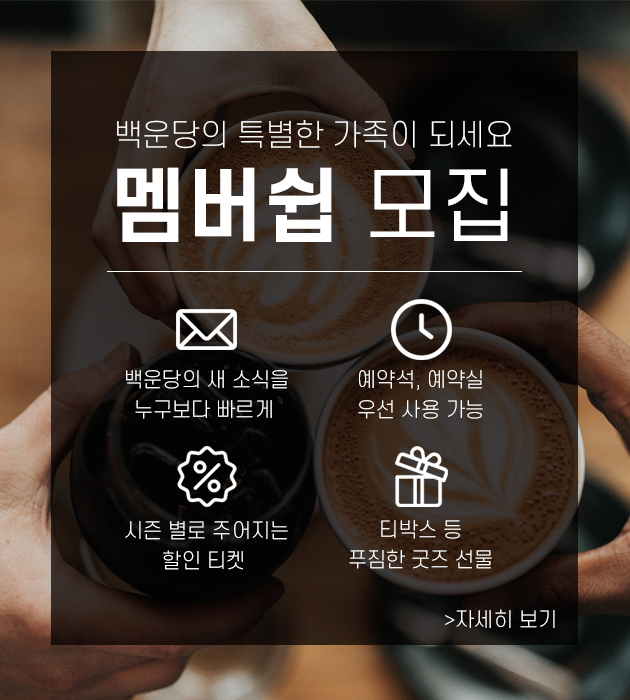 백운당의 특별한 가족이 되세요
멤버쉽 모집
백운당의 새 소식을
누구보다 빠르게
예약석, 예약실
우선 사용 가능
시즌 별로 주어지는
할인 티켓
티박스 등
푸짐한 굿즈 선물
>자세히 보기